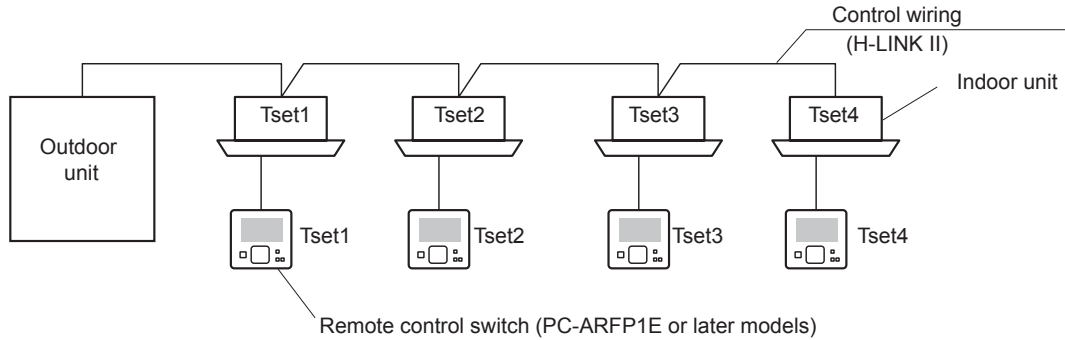 Control wiring
(H-LINK II)
Indoor unit
Tset1
Tset2
Tset3
Tset4
Outdoor
unit
Tset1
Tset2
Tset3
Tset4
Remote control switch (PC-ARFP1E or later models)